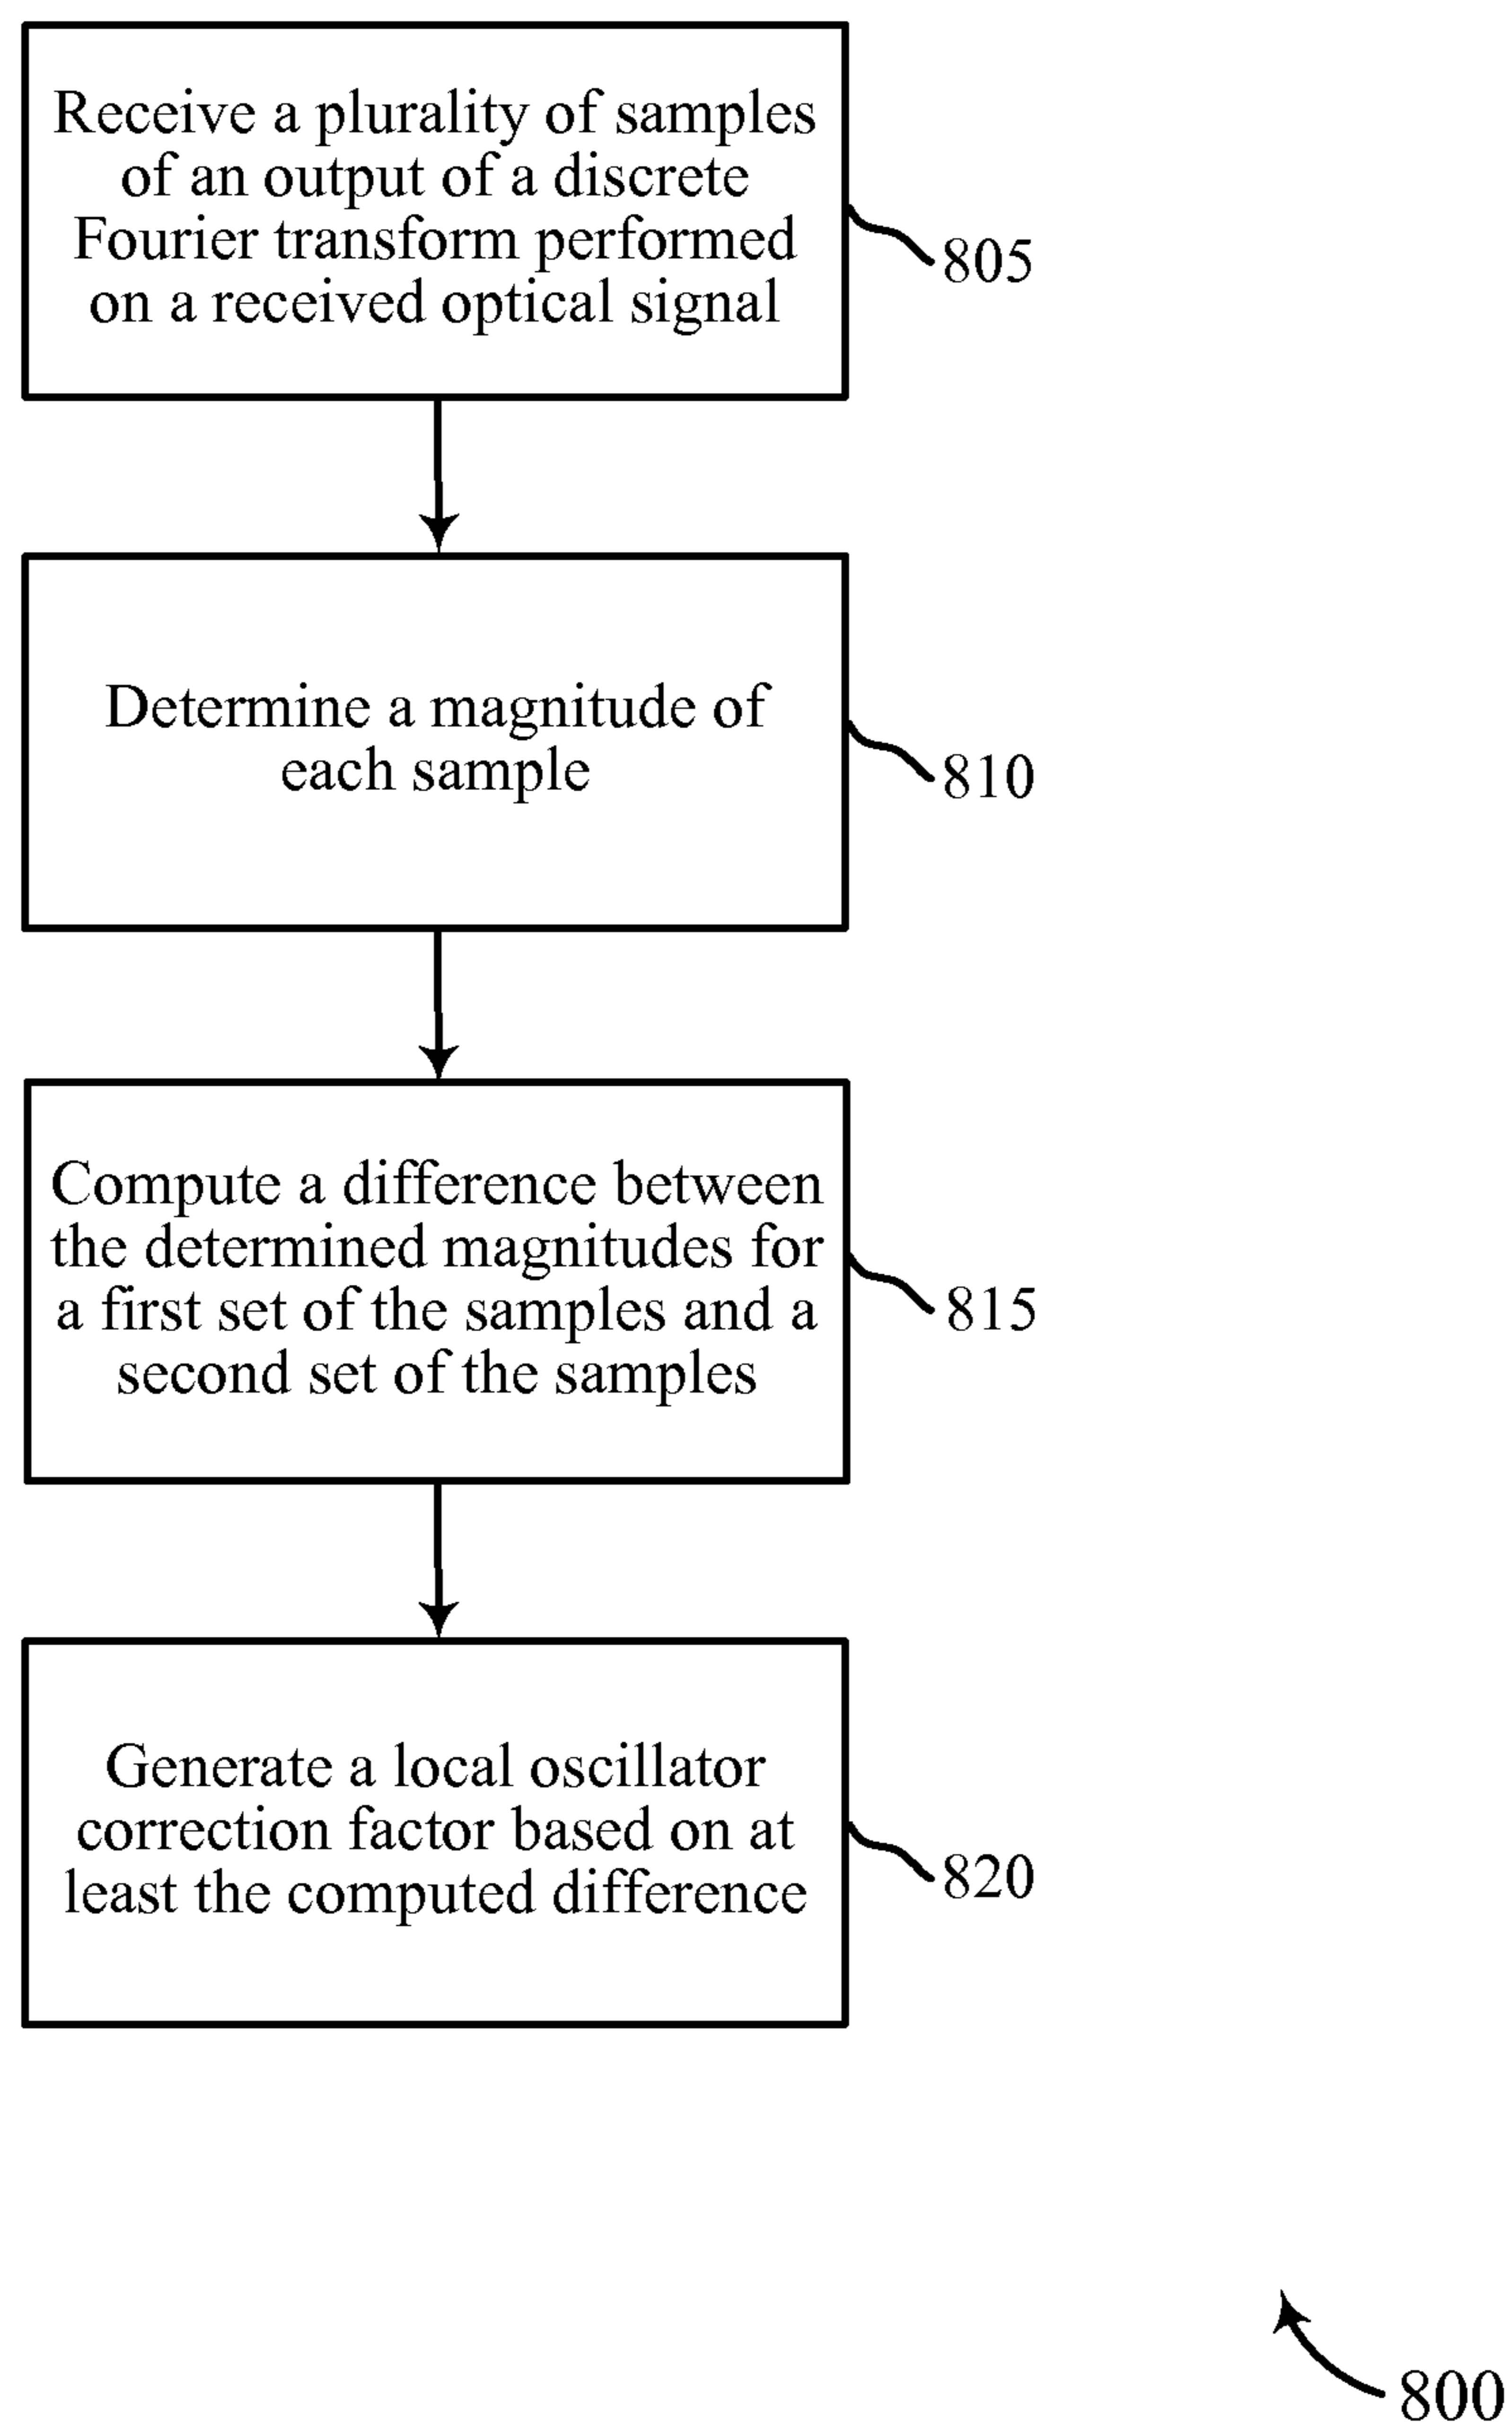 Receive a plurality of samples
of an output of a discrete
Fourier transform performed
on a received optical signal
805
Determine a magnitude of
each sample
810
Compute a difference between
the determined magnitudes for
a first set of the samples and a
second set of the samples
815
Generate a local oscillator
correction factor based on at
least the computed difference
820
800